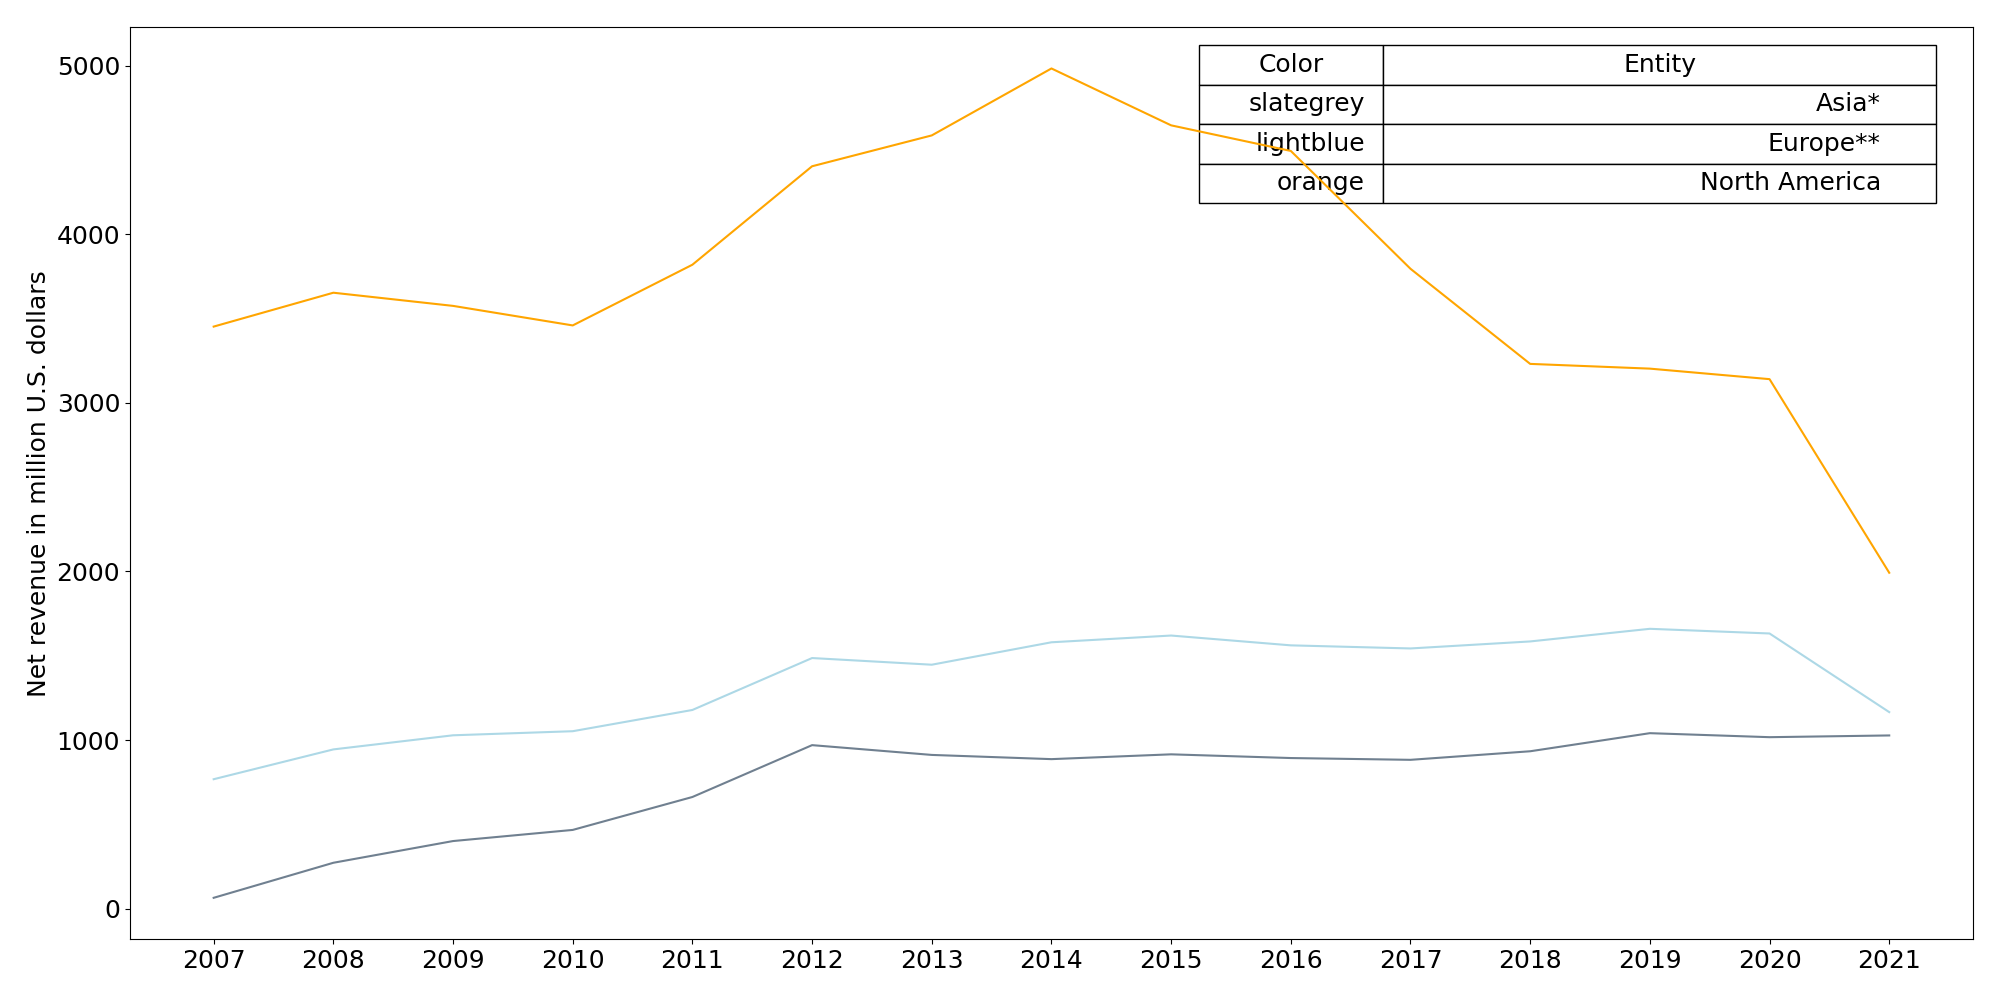 Color Entity
slategrey Asia*
lightblue Europe**
orange North America
Net revenue in million U.S. dollars
5000
4000
3000
2000
1000
0
2007 2008 2009 2010 2011 2012 2013 2014 2015 2016 2017 2018 2019 2020 2021